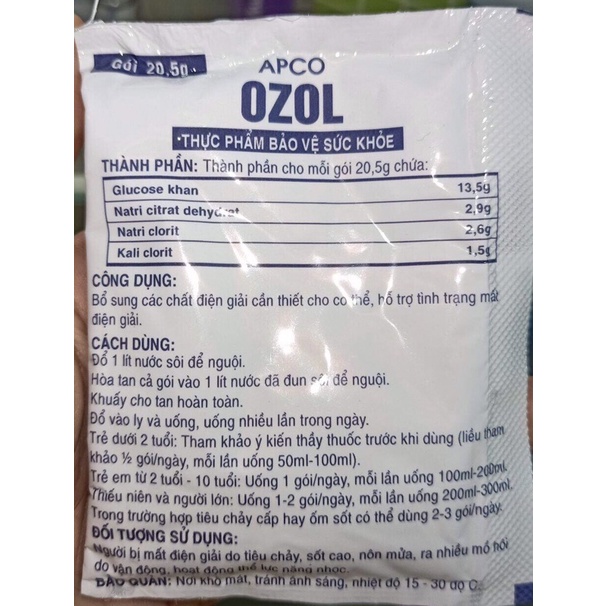 Gói 20,5g
APCO
OZOL
•THỰC PHẨM BẢO VỆ SỨC KHỎE
THÀNH PHẦN: Thành phần cho mỗi gói 20,5g chứa:
Glucose khan 13,5g
Natri citrat dehydrat 2,9g
Natri clorit 2,6g
Kali clorit 1,5g
CÔNG DỤNG:
Bổ sung các chất điện giải cần thiết cho cơ thể, hỗ trợ tình trạng mất
điện giải.
CÁCH DÙNG:
Đổ 1 lít nước sôi để nguội.
Hòa tan cả gói vào 1 lít nước đã đun sôi để nguội.
Khuấy cho tan hoàn toàn.
Đổ vào ly và uống, uống nhiều lần trong ngày.
Trẻ dưới 2 tuổi: Tham khảo ý kiến thầy thuốc trước khi dùng (liều tham
khảo ½ gói/ngày, mỗi lần uống 50ml-100ml).
Trẻ em từ 2 tuổi - 10 tuổi: Uống 1 gói/ngày, mỗi lần uống 100ml-200ml.
Thiếu niên và người lớn: Uống 1-2 gói/ngày, mỗi lần uống 200ml-300ml.
Trong trường hợp tiêu chảy cấp hay ốm sốt có thể dùng 2-3 gói/ngày.
ĐỐI TƯỢNG SỬ DỤNG:
Người bị mất điện giải do tiêu chảy, sốt cao, nôn mửa, ra nhiều mồ hôi
do vận động, hoạt động thể lực nặng nhọc.
BẢO QUẢN: Nơi khô mát, tránh ánh sáng, nhiệt độ 15 - 30 độ C.